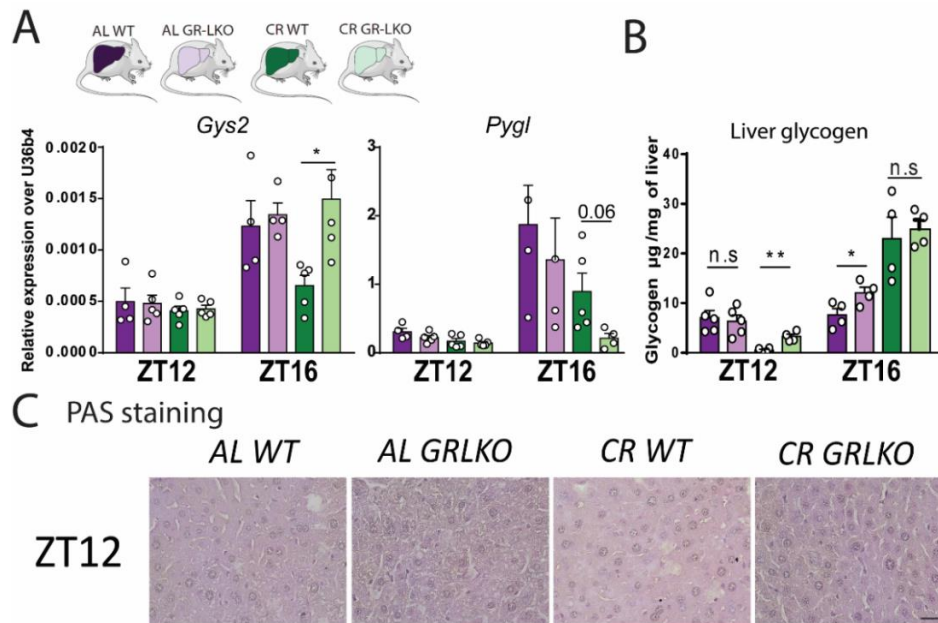 A
AL WT
AL GR-LKO
CR WT
CR GR-LKO
Gys2
Relative expression over U36b4
0.0020
0.0015
0.0010
0.0005
0.0000
*
ZT12
ZT16
Pygl
3
2
1
0
0.06
ZT12
ZT16
B
Liver glycogen
Glycogen µg /mg of liver
40
30
20
10
0
n.s
**
*
n.s
ZT12
ZT16
C PAS staining
AL WT
AL GRLKO
CR WT
CR GRLKO
ZT12